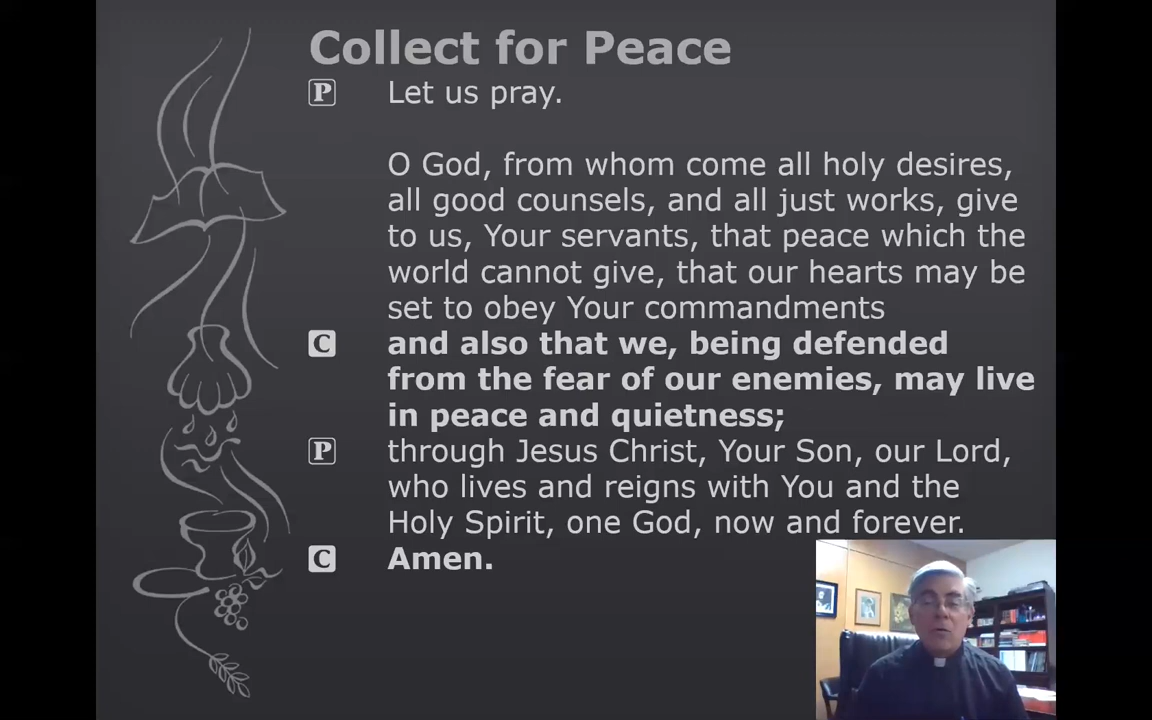 Collect for Peace
P Let us pray.
O God, from whom come all holy desires,
all good counsels, and all just works, give
to us, Your servants, that peace which the
world cannot give, that our hearts may be
set to obey Your commandments
C and also that we, being defended
from the fear of our enemies, may live
in peace and quietness;
P through Jesus Christ, Your Son, our Lord,
who lives and reigns with You and the
Holy Spirit, one God, now and forever.
C Amen.